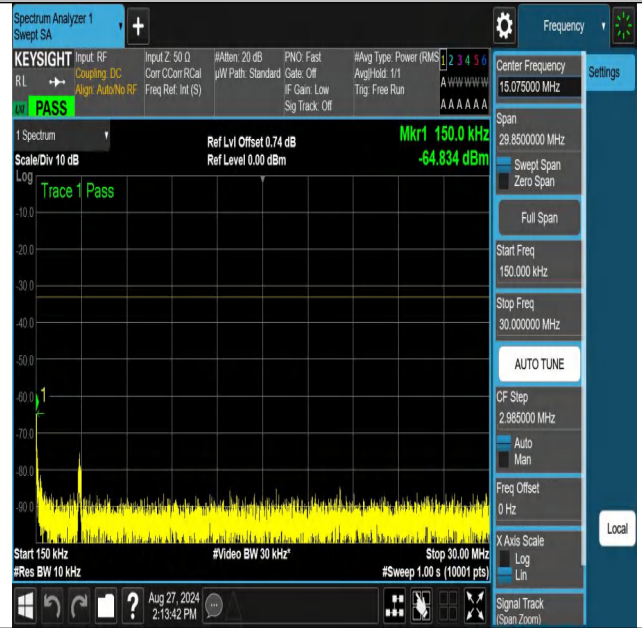 Spectrum Analyzer 1
Swept SA
Frequency
KEYSIGHT
RL
PASS
Input: RF
Coupling: DC
Align: Auto/No RF
Input Z: 50 Ω
Corr CCorr RCal
Freq Ref: Int (S)
#Atten: 20 dB
µW Path: Standard
PNO: Fast
Gate: Off
IF Gain: Low
Sig Track: Off
#Avg Type: Power (RMS
Avg|Hold: 1/1
Trig: Free Run
1 2 3 4 5 6
A W W W W W
A A A A A A
1 Spectrum
Scale/Div 10 dB
Log
Ref Lvl Offset 0.74 dB
Ref Level 0.00 dBm
Mkr1 150.0 kHz
-64.834 dBm
Trace 1 Pass
-10.0
-20.0
-30.0
-40.0
-50.0
-60.0
1
-70.0
-80.0
-90.0
Start 150 kHz
#Res BW 10 kHz
#Video BW 30 kHz*
Stop 30.00 MHz
#Sweep 1.00 s (10001 pts)
Aug 27, 2024
2:13:42 PM
Center Frequency
15.075000 MHz
Settings
Span
29.8500000 MHz
Swept Span
Zero Span
Full Span
Start Freq
150.000 kHz
Stop Freq
30.000000 MHz
AUTO TUNE
CF Step
2.985000 MHz
Auto
Man
Freq Offset
0 Hz
X Axis Scale
Log
Lin
Local
Signal Track
(Span Zoom)